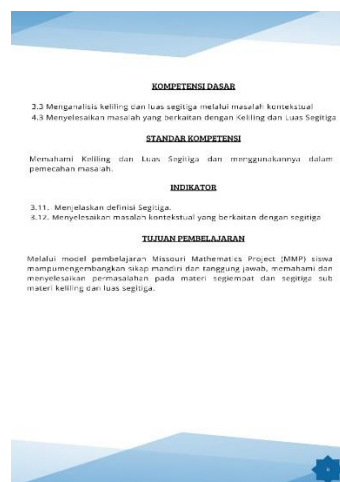 KOMPETENSI DASAR
3.3 Menganalisis keliling dan luas segitiga melalui masalah kontekstual
4.3 Menyelesaikan masalah yang berkaitan dengan Keliling dan Luas Segitiga
STANDAR KOMPETENSI
Memahami Keliling dan Luas Segitiga dan menggunakannya dalam
pemecahan masalah.
INDIKATOR
3.11. Menjelaskan definisi Segitiga.
3.12. Menyelesaikan masalah kontekstual yang berkaitan dengan segitiga
TUJUAN PEMBELAJARAN
Melalui model pembelajaran Missouri Mathematics Project (MMP) siswa
mampumengembangkan sikap mandiri dan tanggung jawab, memahami dan
menyelesaikan permasalahan pada materi segiempat dan segitiga sub
materi keliling dan luas segitiga.